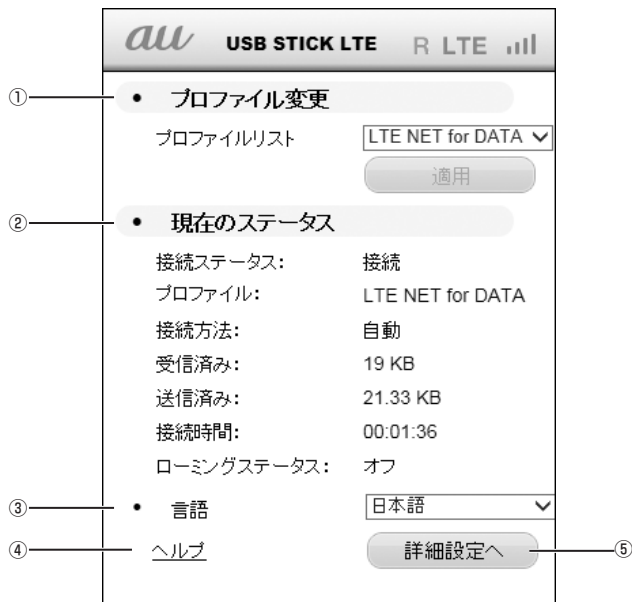 au USB STICK LTE R LTE
① • プロファイル変更
プロファイルリスト LTE NET for DATA
適用
② • 現在のステータス
接続ステータス: 接続
プロファイル: LTE NET for DATA
接続方法: 自動
受信済み: 19 KB
送信済み: 21.33 KB
接続時間: 00:01:36
ローミングステータス: オフ
③ • 言語 日本語
④ ヘルプ 詳細設定へ ⑤